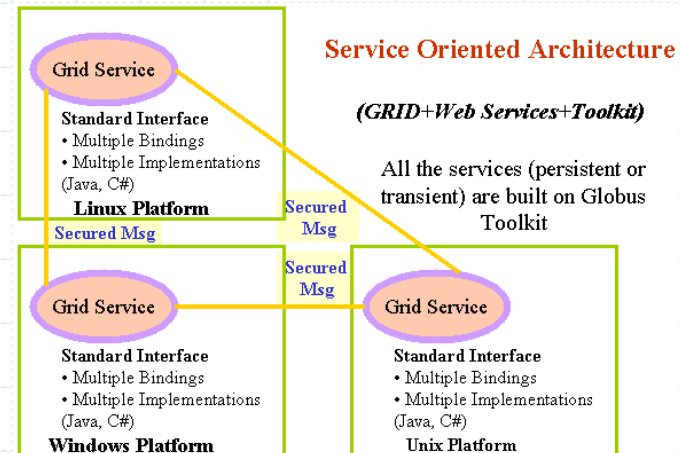 Service Oriented Architecture
(GRID+Web Services+Toolkit)
All the services (persistent or
transient) are built on Globus
Toolkit
Grid Service
Standard Interface
• Multiple Bindings
• Multiple Implementations
(Java, C#)
Linux Platform
Secured Msg
Secured
Msg
Secured
Msg
Grid Service
Standard Interface
• Multiple Bindings
• Multiple Implementations
(Java, C#)
Windows Platform
Grid Service
Standard Interface
• Multiple Bindings
• Multiple Implementations
(Java, C#)
Unix Platform